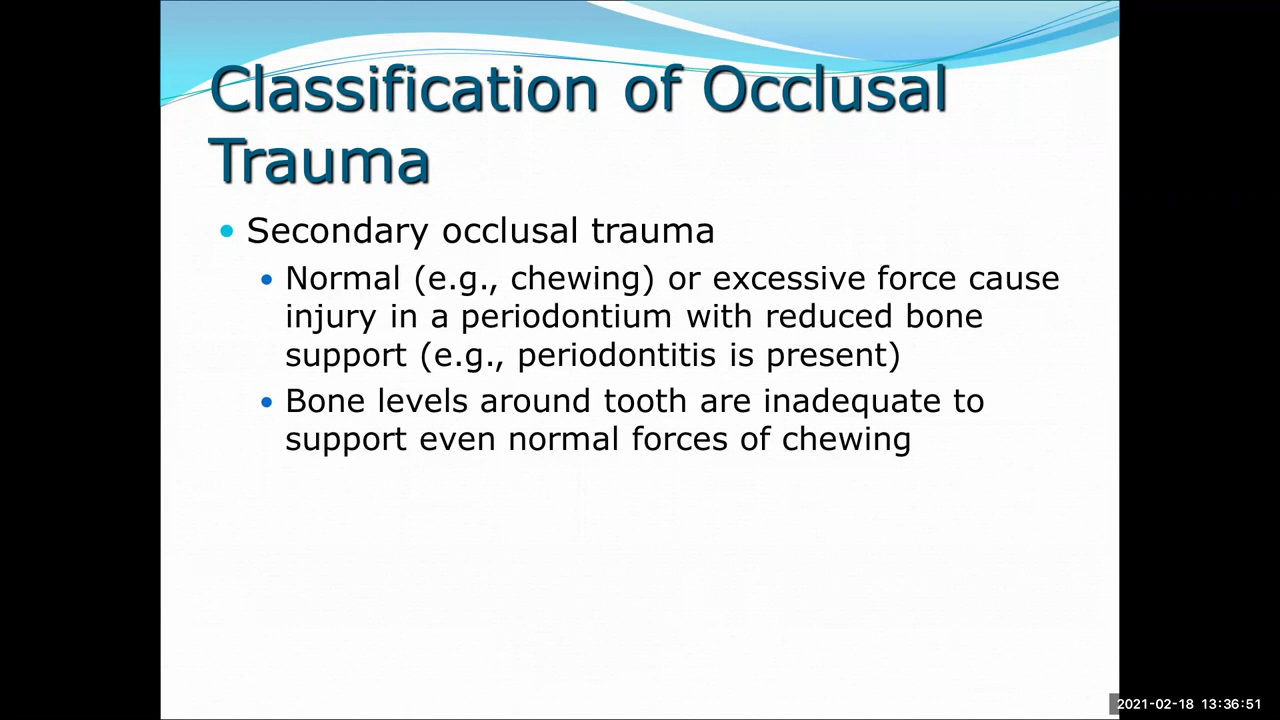 Classification of Occlusal
Trauma
• Secondary occlusal trauma
• Normal (e.g., chewing) or excessive force cause
injury in a periodontium with reduced bone
support (e.g., periodontitis is present)
• Bone levels around tooth are inadequate to
support even normal forces of chewing
2021-02-18 13:36:51